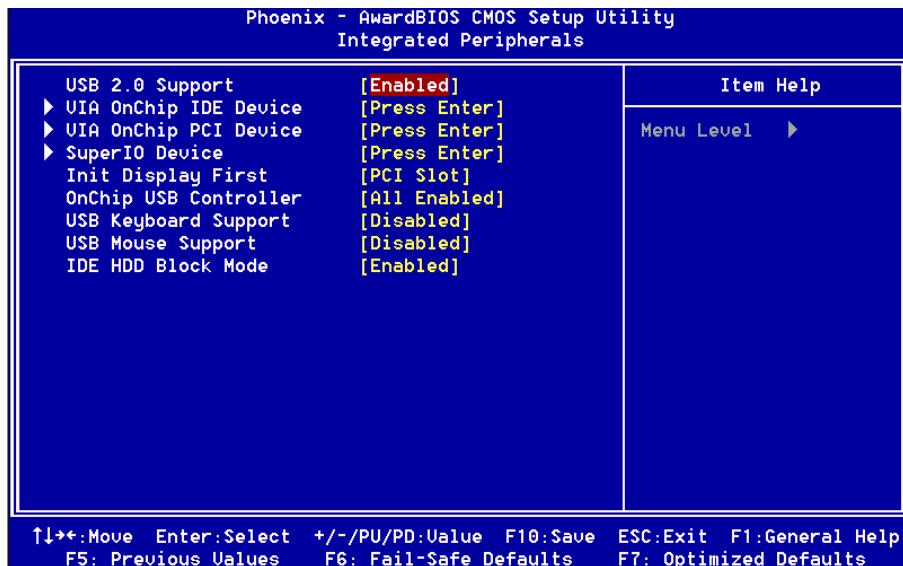 Phoenix - AwardBIOS CMOS Setup Utility
Integrated Peripherals
USB 2.0 Support [Enabled]
VIA OnChip IDE Device [Press Enter]
VIA OnChip PCI Device [Press Enter]
SuperIO Device [Press Enter]
Init Display First [PCI Slot]
OnChip USB Controller [All Enabled]
USB Keyboard Support [Disabled]
USB Mouse Support [Disabled]
IDE HDD Block Mode [Enabled]
Item Help
Menu Level
↑↓→←:Move Enter:Select +/-/PU/PD:Value F10:Save ESC:Exit F1:General Help
F5: Previous Values F6: Fail-Safe Defaults F7: Optimized Defaults